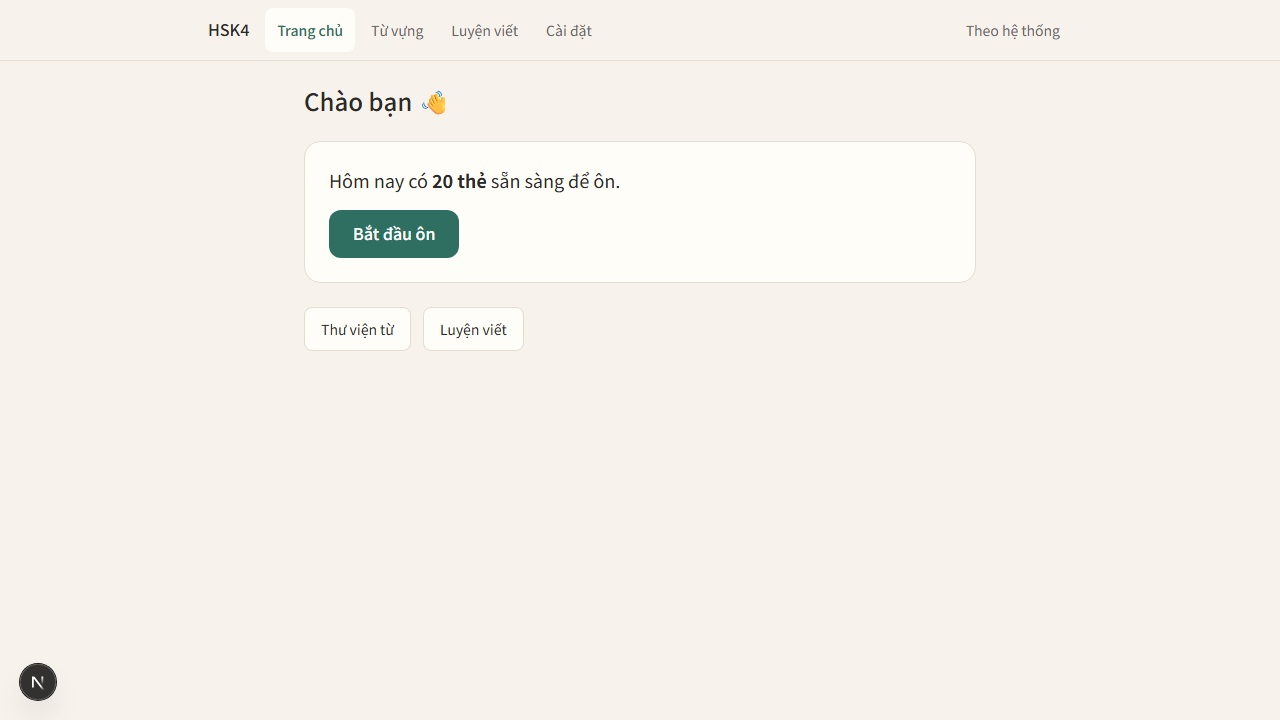 HSK4 Trang chủ Từ vựng Luyện viết Cài đặt Theo hệ thống
Chào bạn 👋
Hôm nay có 20 thẻ sẵn sàng để ôn.
Bắt đầu ôn
Thư viện từ Luyện viết
N